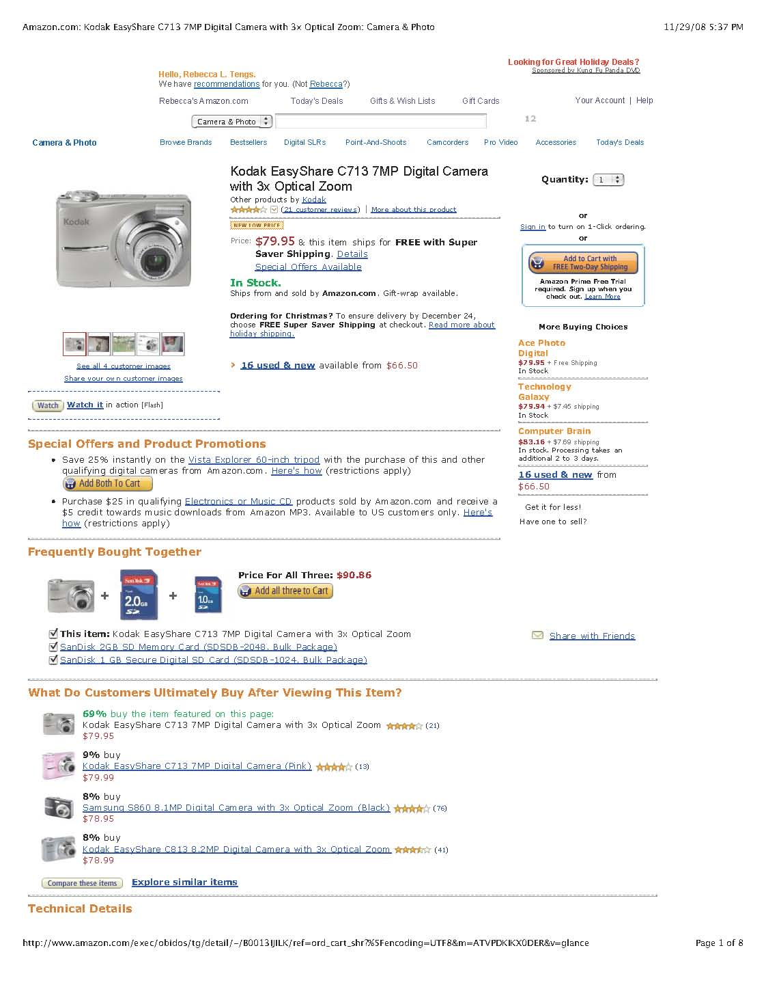 Amazon.com: Kodak EasyShare C713 7MP Digital Camera with 3x Optical Zoom: Camera & Photo
11/29/08 5:37 PM
Looking for Great Holiday Deals?
Sponsored by Kung Fu Panda DVD
Hello, Rebecca L. Tengs.
We have recommendations for you. (Not Rebecca?)
Rebecca's Amazon.com Today's Deals Gifts & Wish Lists Gift Cards Your Account | Help
Camera & Photo
12
Camera & Photo Browse Brands Bestsellers Digital SLRs Point-And-Shoots Camcorders Pro Video Accessories Today's Deals
Kodak
See all 4 customer images
Share your own customer images
Watch Watch it in action [Flash]
Kodak EasyShare C713 7MP Digital Camera
with 3x Optical Zoom
Other products by Kodak
(21 customer reviews) | More about this product
NEW LOW PRICE
Price: $79.95 & this item ships for FREE with Super
Saver Shipping. Details
Special Offers Available
In Stock.
Ships from and sold by Amazon.com. Gift-wrap available.
Ordering for Christmas? To ensure delivery by December 24,
choose FREE Super Saver Shipping at checkout. Read more about
holiday shipping.
16 used & new available from $66.50
Quantity: 1
or
Sign in to turn on 1-Click ordering.
or
Add to Cart with
FREE Two-Day Shipping
Amazon Prime Free Trial
required. Sign up when you
check out. Learn More
More Buying Choices
Ace Photo
Digital
$79.95 + Free Shipping
In Stock
Technology
Galaxy
$79.94 + $7.45 shipping
In Stock
Computer Brain
$83.16 + $7.69 shipping
In stock. Processing takes an
additional 2 to 3 days.
16 used & new from
$66.50
Get it for less!
Have one to sell?
Special Offers and Product Promotions
Save 25% instantly on the Vista Explorer 60-inch tripod with the purchase of this and other
qualifying digital cameras from Amazon.com. Here's how (restrictions apply)
Add Both To Cart
Purchase $25 in qualifying Electronics or Music CD products sold by Amazon.com and receive a
$5 credit towards music downloads from Amazon MP3. Available to US customers only. Here's
how (restrictions apply)
Frequently Bought Together
SanDisk
2.0GB
SanDisk
1.0GB
Price For All Three: $90.86
Add all three to Cart
This item: Kodak EasyShare C713 7MP Digital Camera with 3x Optical Zoom
SanDisk 2GB SD Memory Card (SDSDB-2048, Bulk Package)
SanDisk 1 GB Secure Digital SD Card (SDSDB-1024, Bulk Package)
Share with Friends
What Do Customers Ultimately Buy After Viewing This Item?
69% buy the item featured on this page:
Kodak EasyShare C713 7MP Digital Camera with 3x Optical Zoom (21)
$79.95
9% buy
Kodak EasyShare C713 7MP Digital Camera (Pink) (13)
$79.99
8% buy
Samsung S860 8.1MP Digital Camera with 3x Optical Zoom (Black) (76)
$78.95
8% buy
Kodak EasyShare C813 8.2MP Digital Camera with 3x Optical Zoom (41)
$78.99
Compare these items Explore similar items
Technical Details
http://www.amazon.com/exec/obidos/tg/detail/-/B0013IJILK/ref=ord_cart_shr?%5Fencoding=UTF8&m=ATVPDKIKX0DER&v=glance
Page 1 of 8